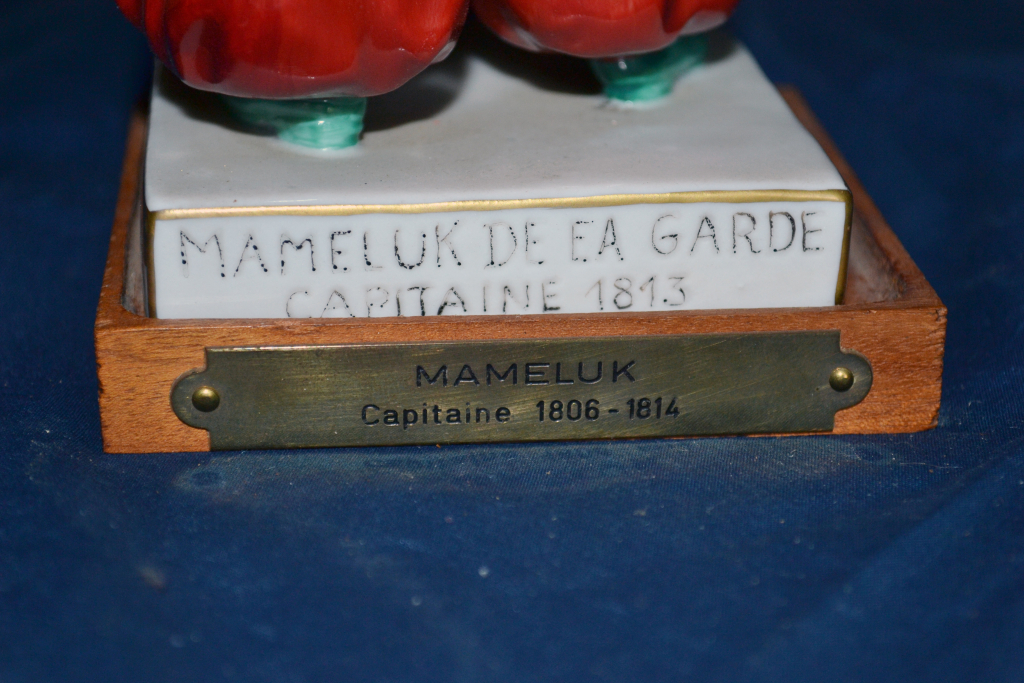 MAMELUK DE EA GARDE
CAPITAINE 1813
MAMELUK
Capitaine 1806-1814